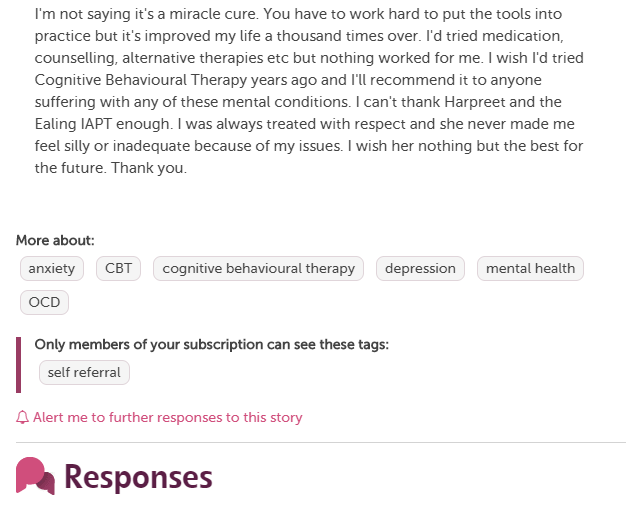 I'm not saying it's a miracle cure. You have to work hard to put the tools into
practice but it's improved my life a thousand times over. I'd tried medication,
counselling, alternative therapies etc but nothing worked for me. I wish I'd tried
Cognitive Behavioural Therapy years ago and I'll recommend it to anyone
suffering with any of these mental conditions. I can't thank Harpreet and the
Ealing IAPT enough. I was always treated with respect and she never made me
feel silly or inadequate because of my issues. I wish her nothing but the best for
the future. Thank you.
More about:
anxiety CBT cognitive behavioural therapy depression mental health
OCD
Only members of your subscription can see these tags:
self referral
Alert me to further responses to this story
Responses